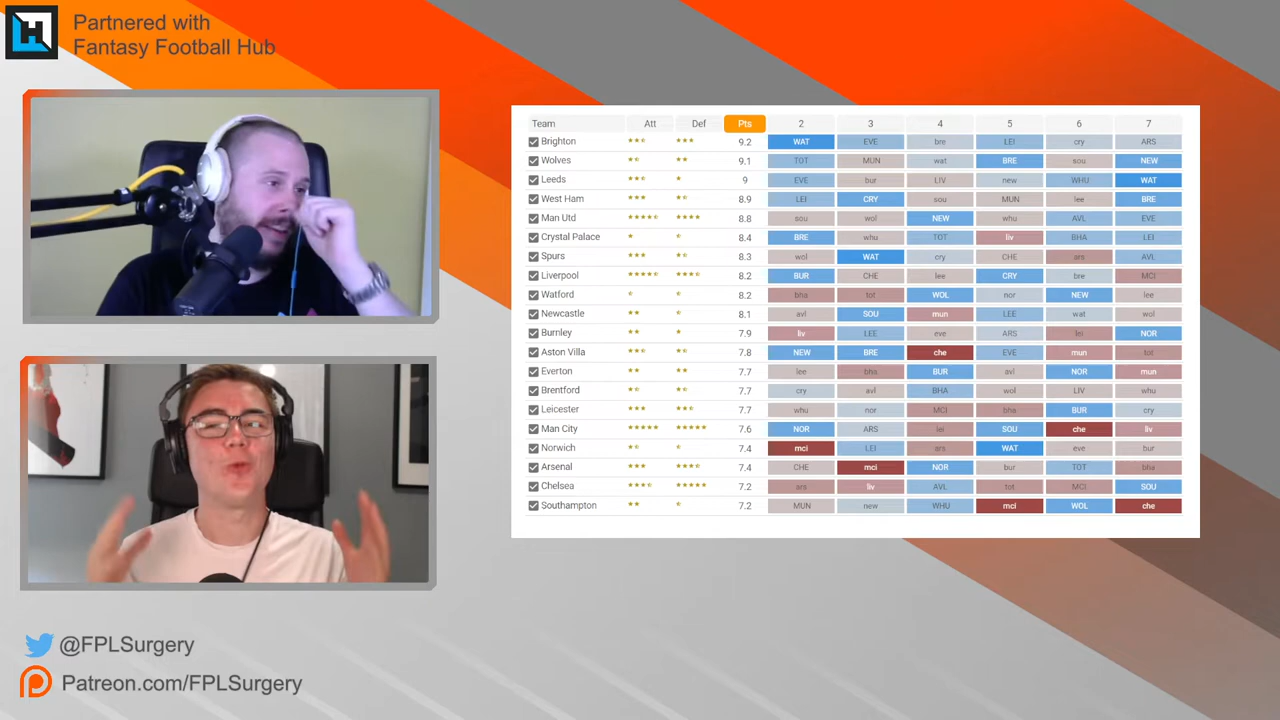 Partnered with
Fantasy Football Hub
Team Att Def Pts 2 3 4 5 6 7
Brighton 9.2 WAT EVE bre LEI cry ARS
Wolves 9.1 TOT MUN wat BRE sou NEW
Leeds 9 EVE bur LIV new WHU WAT
West Ham 8.9 LEI CRY sou MUN lee BRE
Man Utd 8.8 sou wol NEW whu AVL EVE
Crystal Palace 8.4 BRE whu TOT liv BHA LEI
Spurs 8.3 wol WAT cry CHE ars AVL
Liverpool 8.2 BUR CHE lee CRY bre MCI
Watford 8.2 bha tot WOL nor NEW lee
Newcastle 8.1 avl SOU mun LEE wat wol
Burnley 7.9 liv LEE eve ARS lei NOR
Aston Villa 7.8 NEW BRE che EVE mun tot
Everton 7.7 lee bha BUR avl NOR mun
Brentford 7.7 cry avl BHA wol LIV whu
Leicester 7.7 whu nor MCI bha BUR cry
Man City 7.6 NOR ARS lei SOU che liv
Norwich 7.4 mci LEI ars WAT eve bur
Arsenal 7.4 CHE mci NOR bur TOT bha
Chelsea 7.2 ars liv AVL tot MCI SOU
Southampton 7.2 MUN new WHU mci WOL che
@FPLSurgery
Patreon.com/FPLSurgery